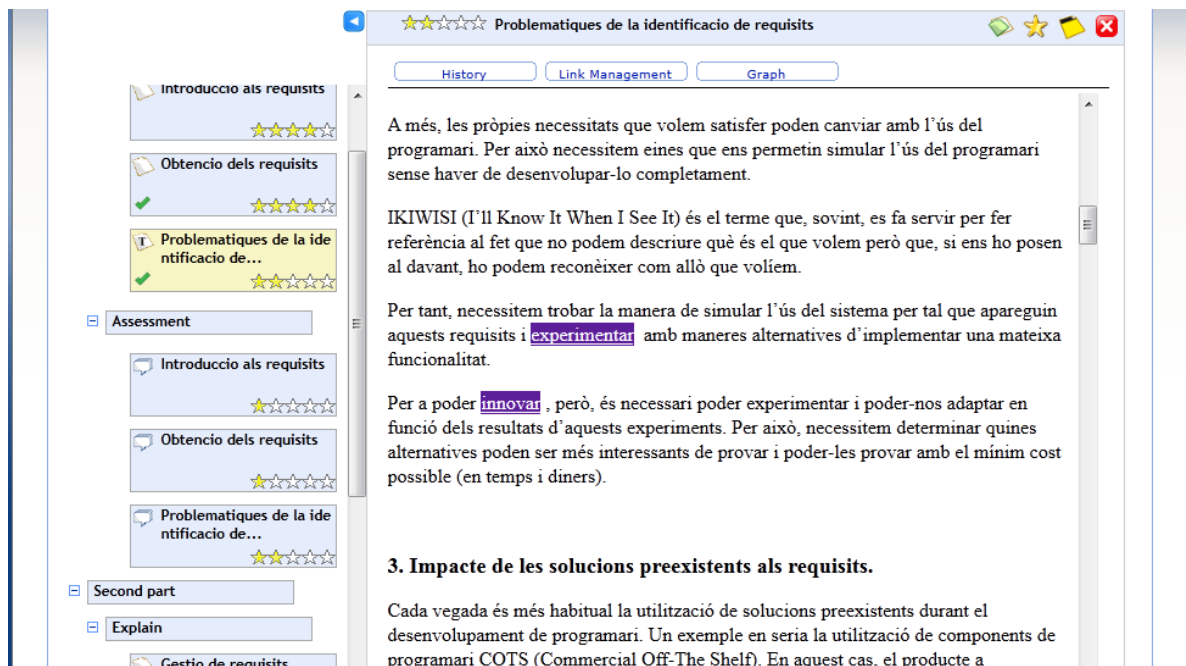 Problematiques de la identificacio de requisits
History
Link Management
Graph
Introduccio als requisits
Obtencio dels requisits
Problematiques de la ide
ntificacio de...
Assessment
Introduccio als requisits
Obtencio dels requisits
Problematiques de la ide
ntificacio de...
Second part
Explain
Gestio de requisits
A més, les pròpies necessitats que volem satisfer poden canviar amb l’ús del
programari. Per això necessitem eines que ens permetin simular l’ús del programari
sense haver de desenvolupar-lo completament.
IKIWISI (I’ll Know It When I See It) és el terme que, sovint, es fa servir per fer
referència al fet que no podem descriure què és el que volem però que, si ens ho posen
al davant, ho podem reconèixer com allò que volíem.
Per tant, necessitem trobar la manera de simular l’ús del sistema per tal que apareguin
aquests requisits i experimentar amb maneres alternatives d’implementar una mateixa
funcionalitat.
Per a poder innovar , però, és necessari poder experimentar i poder-nos adaptar en
funció dels resultats d’aquests experiments. Per això, necessitem determinar quines
alternatives poden ser més interessants de provar i poder-les provar amb el mínim cost
possible (en temps i diners).
3. Impacte de les solucions preexistents als requisits.
Cada vegada és més habitual la utilització de solucions preexistents durant el
desenvolupament de programari. Un exemple en seria la utilització de components de
programari COTS (Commercial Off-The Shelf). En aquest cas, el producte a